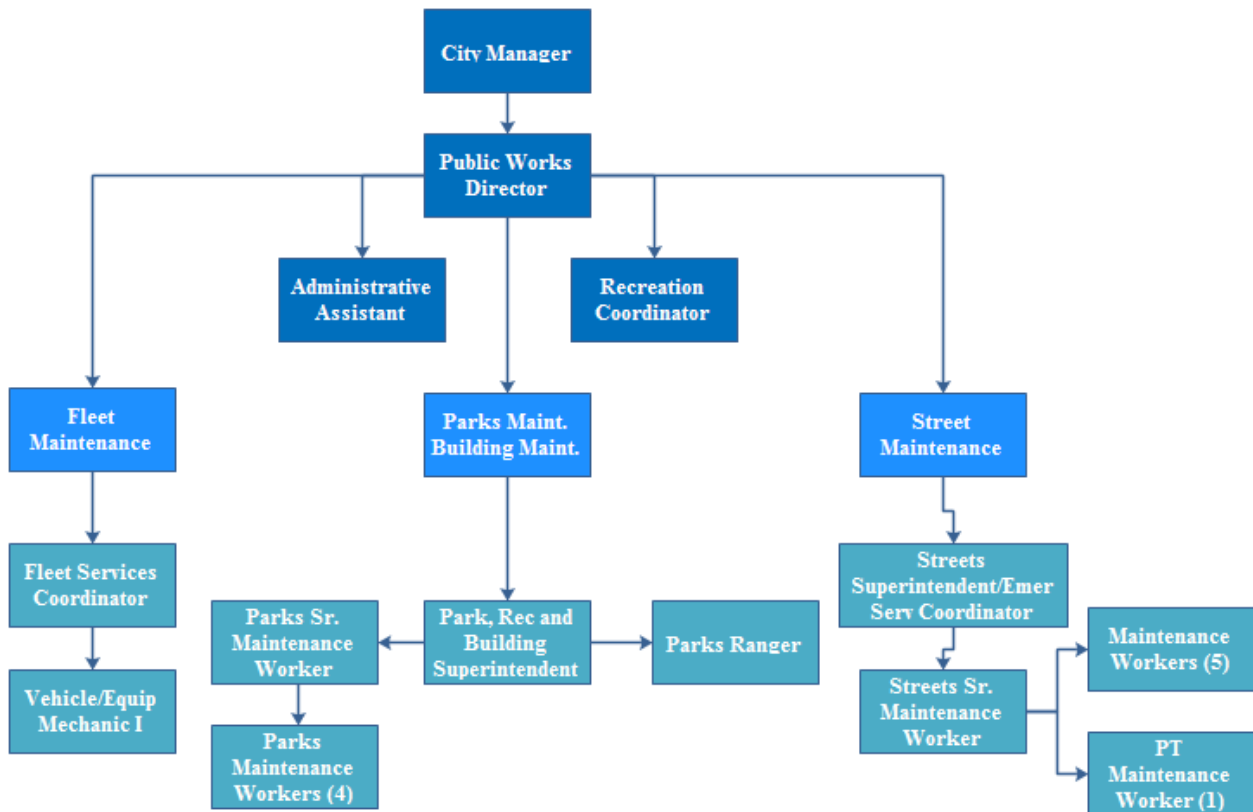 City Manager
Public Works
Director
Administrative
Assistant
Recreation
Coordinator
Fleet
Maintenance
Parks Maint.
Building Maint.
Street
Maintenance
Fleet Services
Coordinator
Parks Sr.
Maintenance
Worker
Park, Rec and
Building
Superintendent
Parks Ranger
Streets
Superintendent/Emer
Serv Coordinator
Maintenance
Workers (5)
Vehicle/Equip
Mechanic I
Parks
Maintenance
Workers (4)
Streets Sr.
Maintenance
Worker
PT
Maintenance
Worker (1)